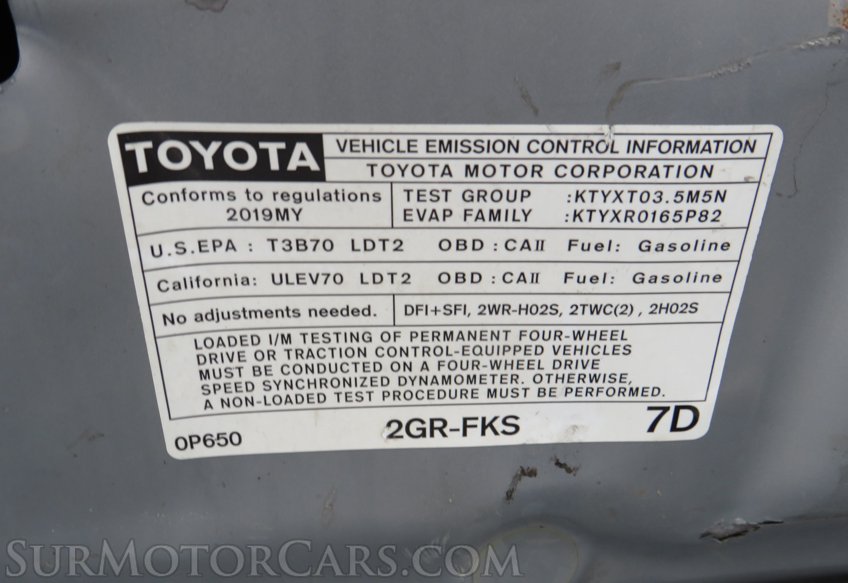 TOYOTA
VEHICLE EMISSION CONTROL INFORMATION
TOYOTA MOTOR CORPORATION
Conforms to regulations
2019MY
TEST GROUP :KTYXT03.5M5N
EVAP FAMILY :KTYXR0165P82
U.S.EPA : T3B70 LDT2 OBD : CAII Fuel: Gasoline
California: ULEV70 LDT2 OBD : CAII Fuel: Gasoline
No adjustments needed.
DFI+SFI, 2WR-H02S, 2TWC(2) , 2H02S
LOADED I/M TESTING OF PERMANENT FOUR-WHEEL
DRIVE OR TRACTION CONTROL-EQUIPPED VEHICLES
MUST BE CONDUCTED ON A FOUR-WHEEL DRIVE
SPEED SYNCHRONIZED DYNAMOMETER. OTHERWISE,
A NON-LOADED TEST PROCEDURE MUST BE PERFORMED.
0P650
2GR-FKS
7D
SURMOTORCARS.COM